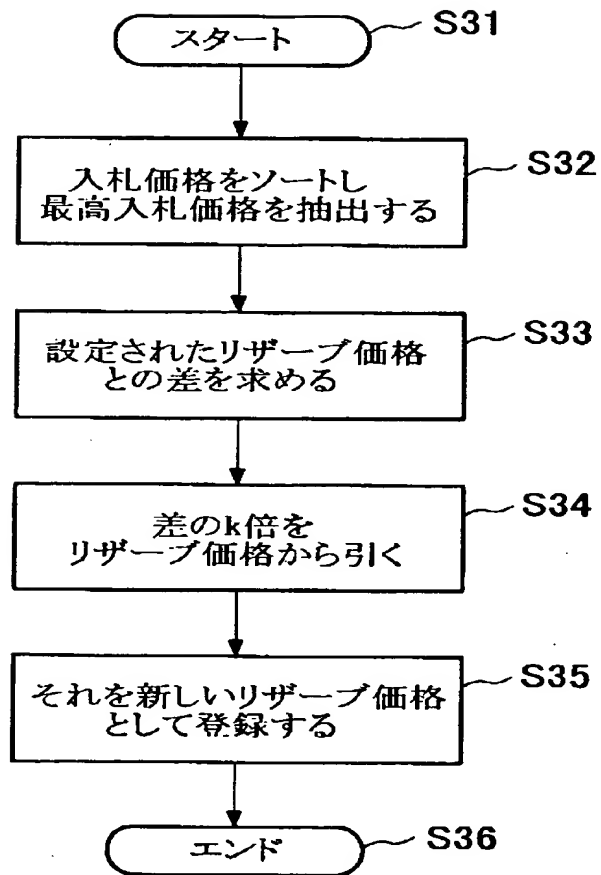 スタート
S31
入札価格をソートし
最高入札価格を抽出する
S32
設定されたリザーブ価格
との差を求める
S33
差のk倍を
リザーブ価格から引く
S34
それを新しいリザーブ価格
として登録する
S35
エンド
S36